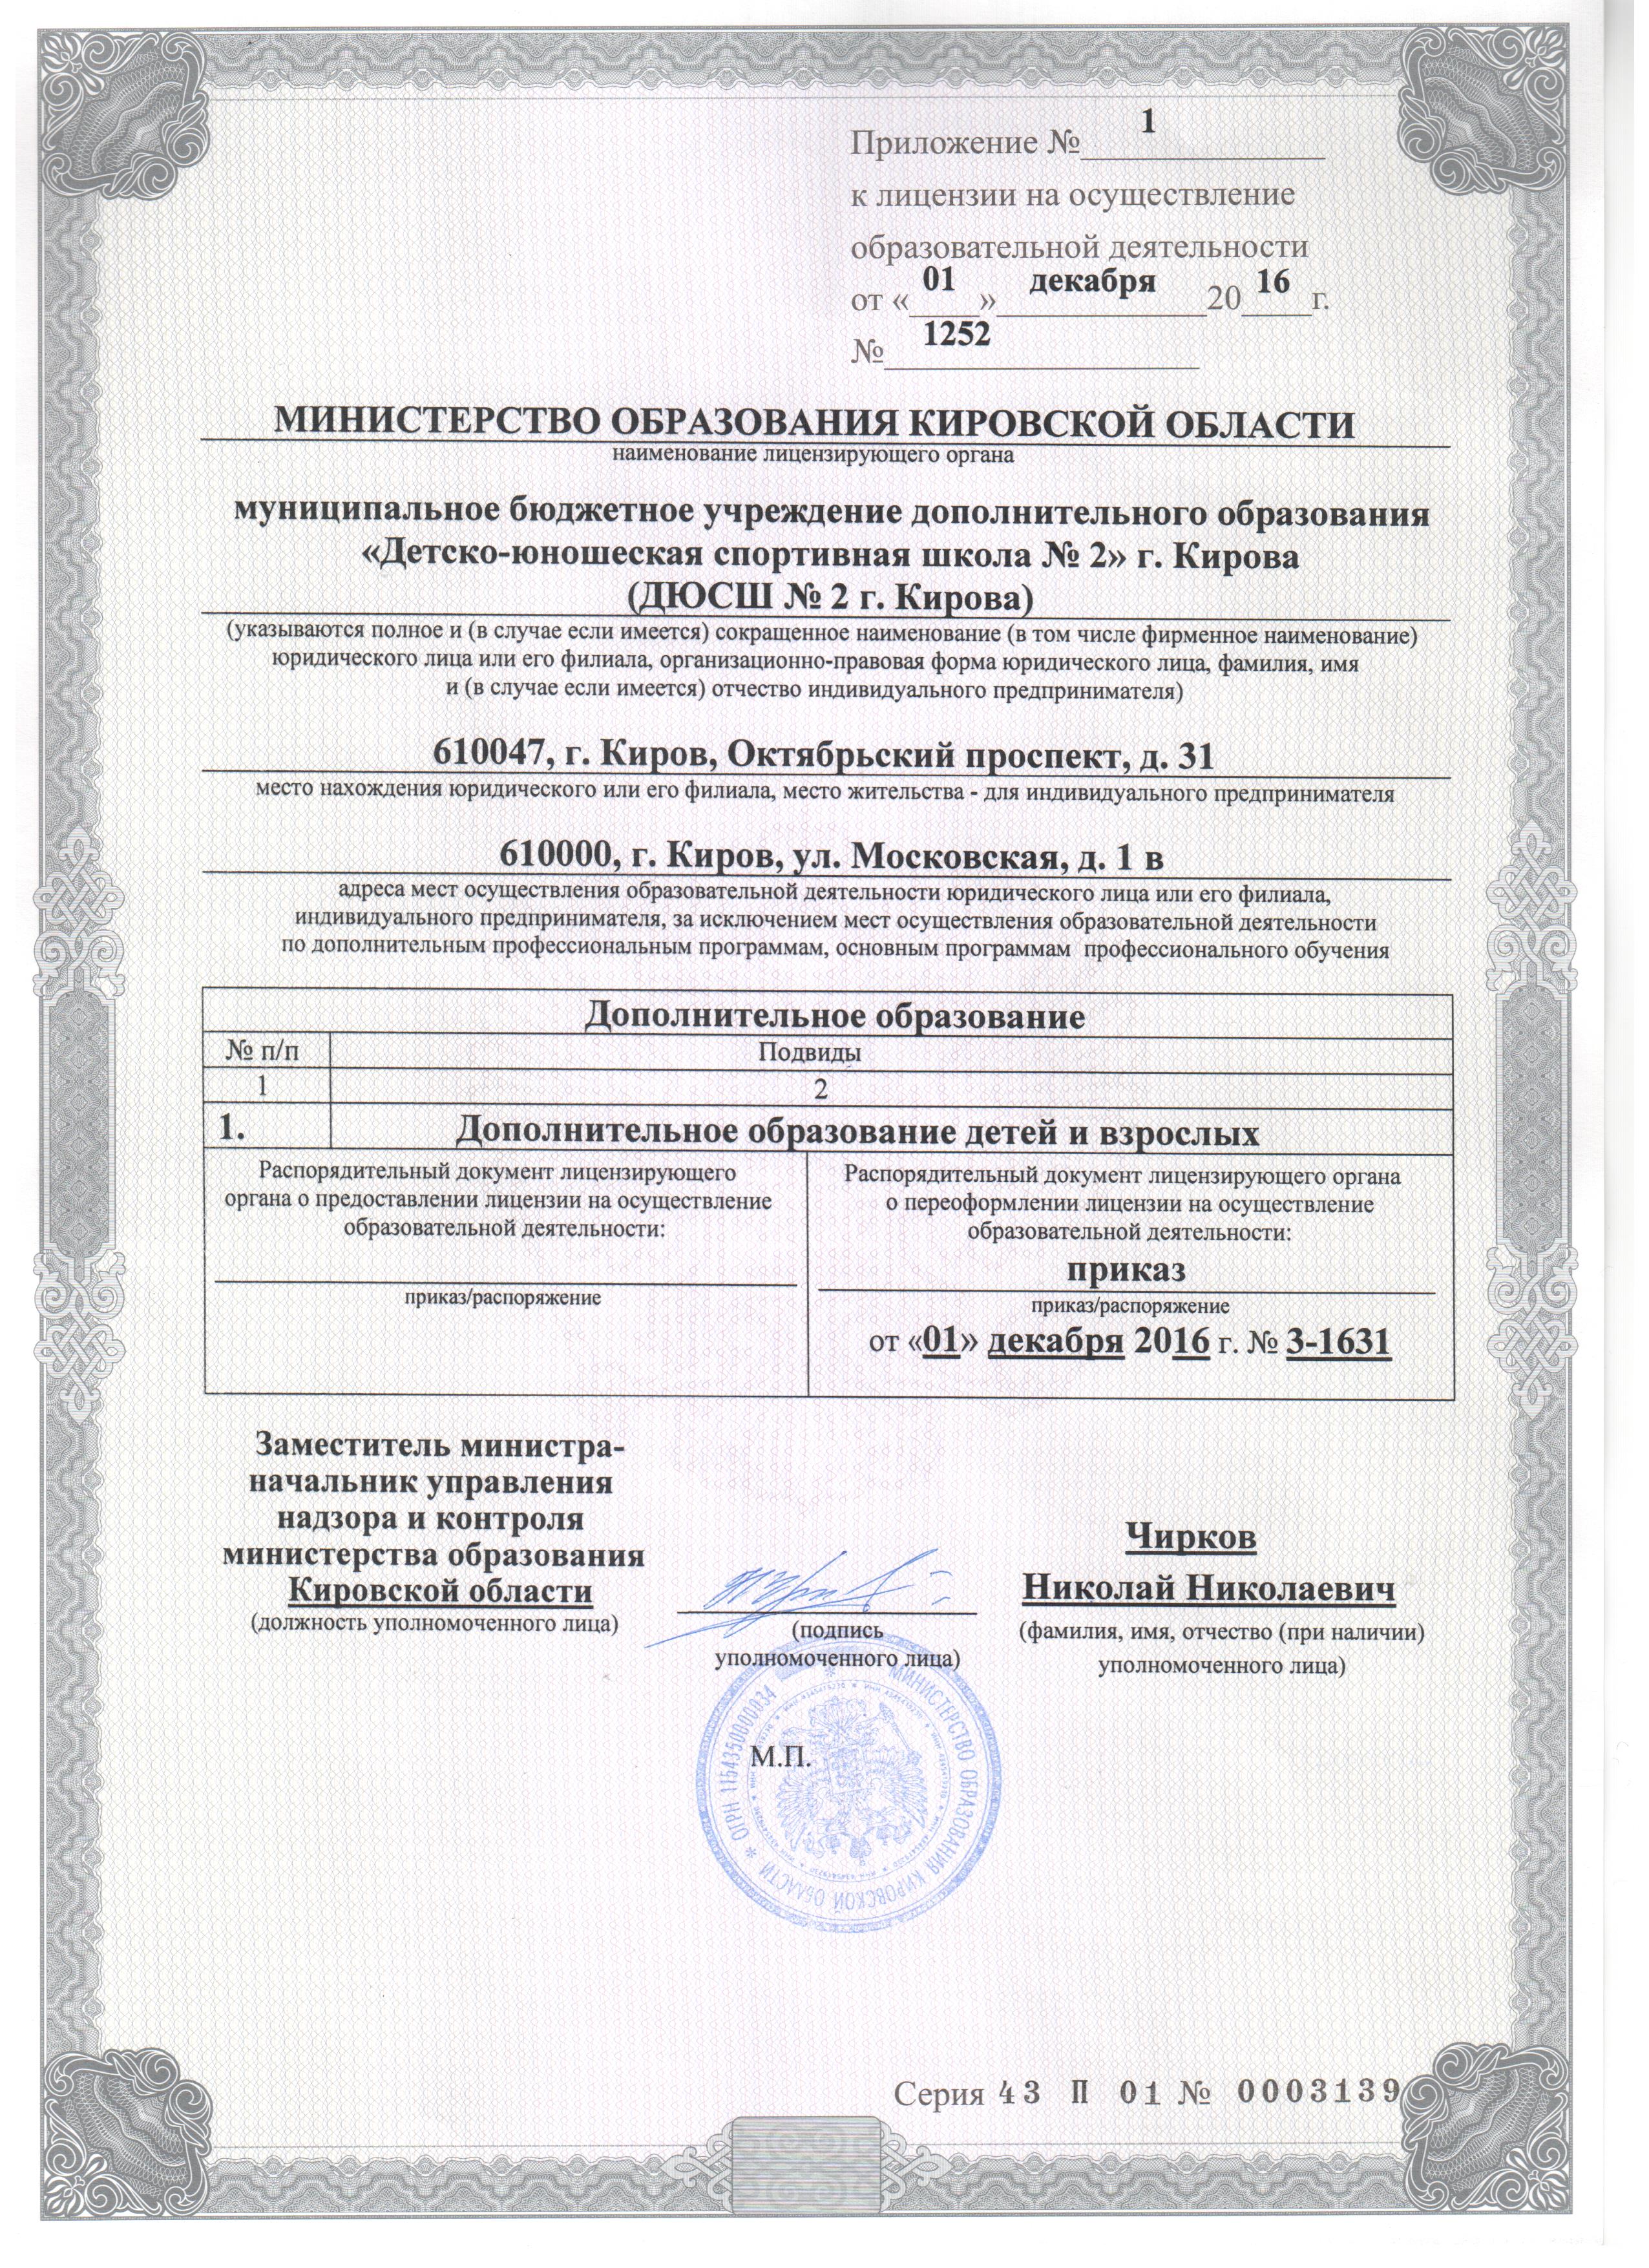 Приложение № 1
к лицензии на осуществление
образовательной деятельности
от «01» декабря 2016 г.
№ 1252
МИНИСТЕРСТВО ОБРАЗОВАНИЯ КИРОВСКОЙ ОБЛАСТИ
наименование лицензирующего органа
муниципальное бюджетное учреждение дополнительного образования
«Детско-юношеская спортивная школа № 2» г. Кирова
(ДЮСШ № 2 г. Кирова)
(указываются полное и (в случае если имеется) сокращенное наименование (в том числе фирменное наименование)
юридического лица или его филиала, организационно-правовая форма юридического лица, фамилия, имя
и (в случае если имеется) отчество индивидуального предпринимателя)
610047, г. Киров, Октябрьский проспект, д. 31
место нахождения юридического или его филиала, место жительства - для индивидуального предпринимателя
610000, г. Киров, ул. Московская, д. 1 в
адреса мест осуществления образовательной деятельности юридического лица или его филиала,
индивидуального предпринимателя, за исключением мест осуществления образовательной деятельности
по дополнительным профессиональным программам, основным программам профессионального обучения
Дополнительное образование
№ п/п Подвиды
1 2
1. Дополнительное образование детей и взрослых
Распорядительный документ лицензирующего
органа о предоставлении лицензии на осуществление
образовательной деятельности:
приказ/распоряжение
Распорядительный документ лицензирующего органа
о переоформлении лицензии на осуществление
образовательной деятельности:
приказ
приказ/распоряжение
от «01» декабря 2016 г. № 3-1631
Заместитель министра-
начальник управления
надзора и контроля
министерства образования
Кировской области
(должность уполномоченного лица)
(подпись
уполномоченного лица)
Чирков
Николай Николаевич
(фамилия, имя, отчество (при наличии)
уполномоченного лица)
М.П.
МИНИСТЕРСТВО ОБРАЗОВАНИЯ КИРОВСКОЙ ОБЛАСТИ * ОГРН 1154350000034 *
Серия 43 П 01 № 0003139